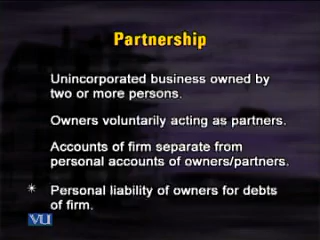 Partnership
Unincorporated business owned by
two or more persons.
Owners voluntarily acting as partners.
Accounts of firm separate from
personal accounts of owners/partners.
* Personal liability of owners for debts
of firm.
VU